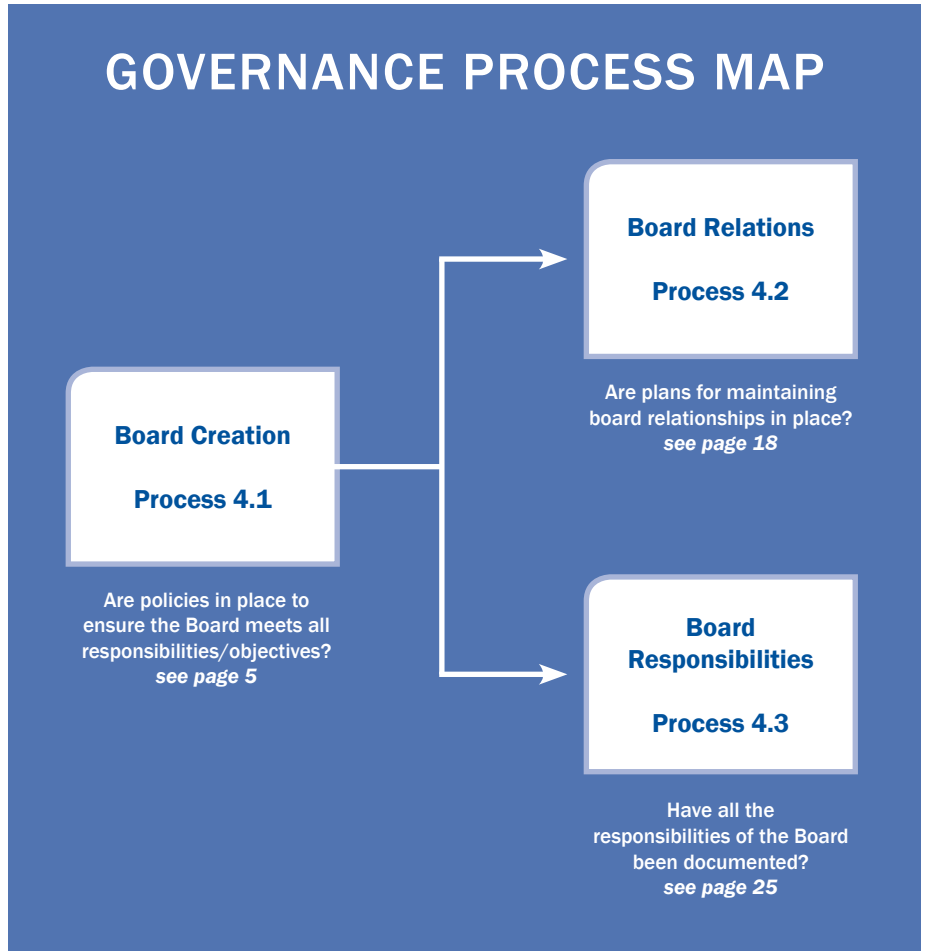 GOVERNANCE PROCESS MAP
Board Relations
Process 4.2
Are plans for maintaining
board relationships in place?
see page 18
Board Creation
Process 4.1
Are policies in place to
ensure the Board meets all
responsibilities/objectives?
see page 5
Board
Responsibilities
Process 4.3
Have all the
responsibilities of the Board
been documented?
see page 25